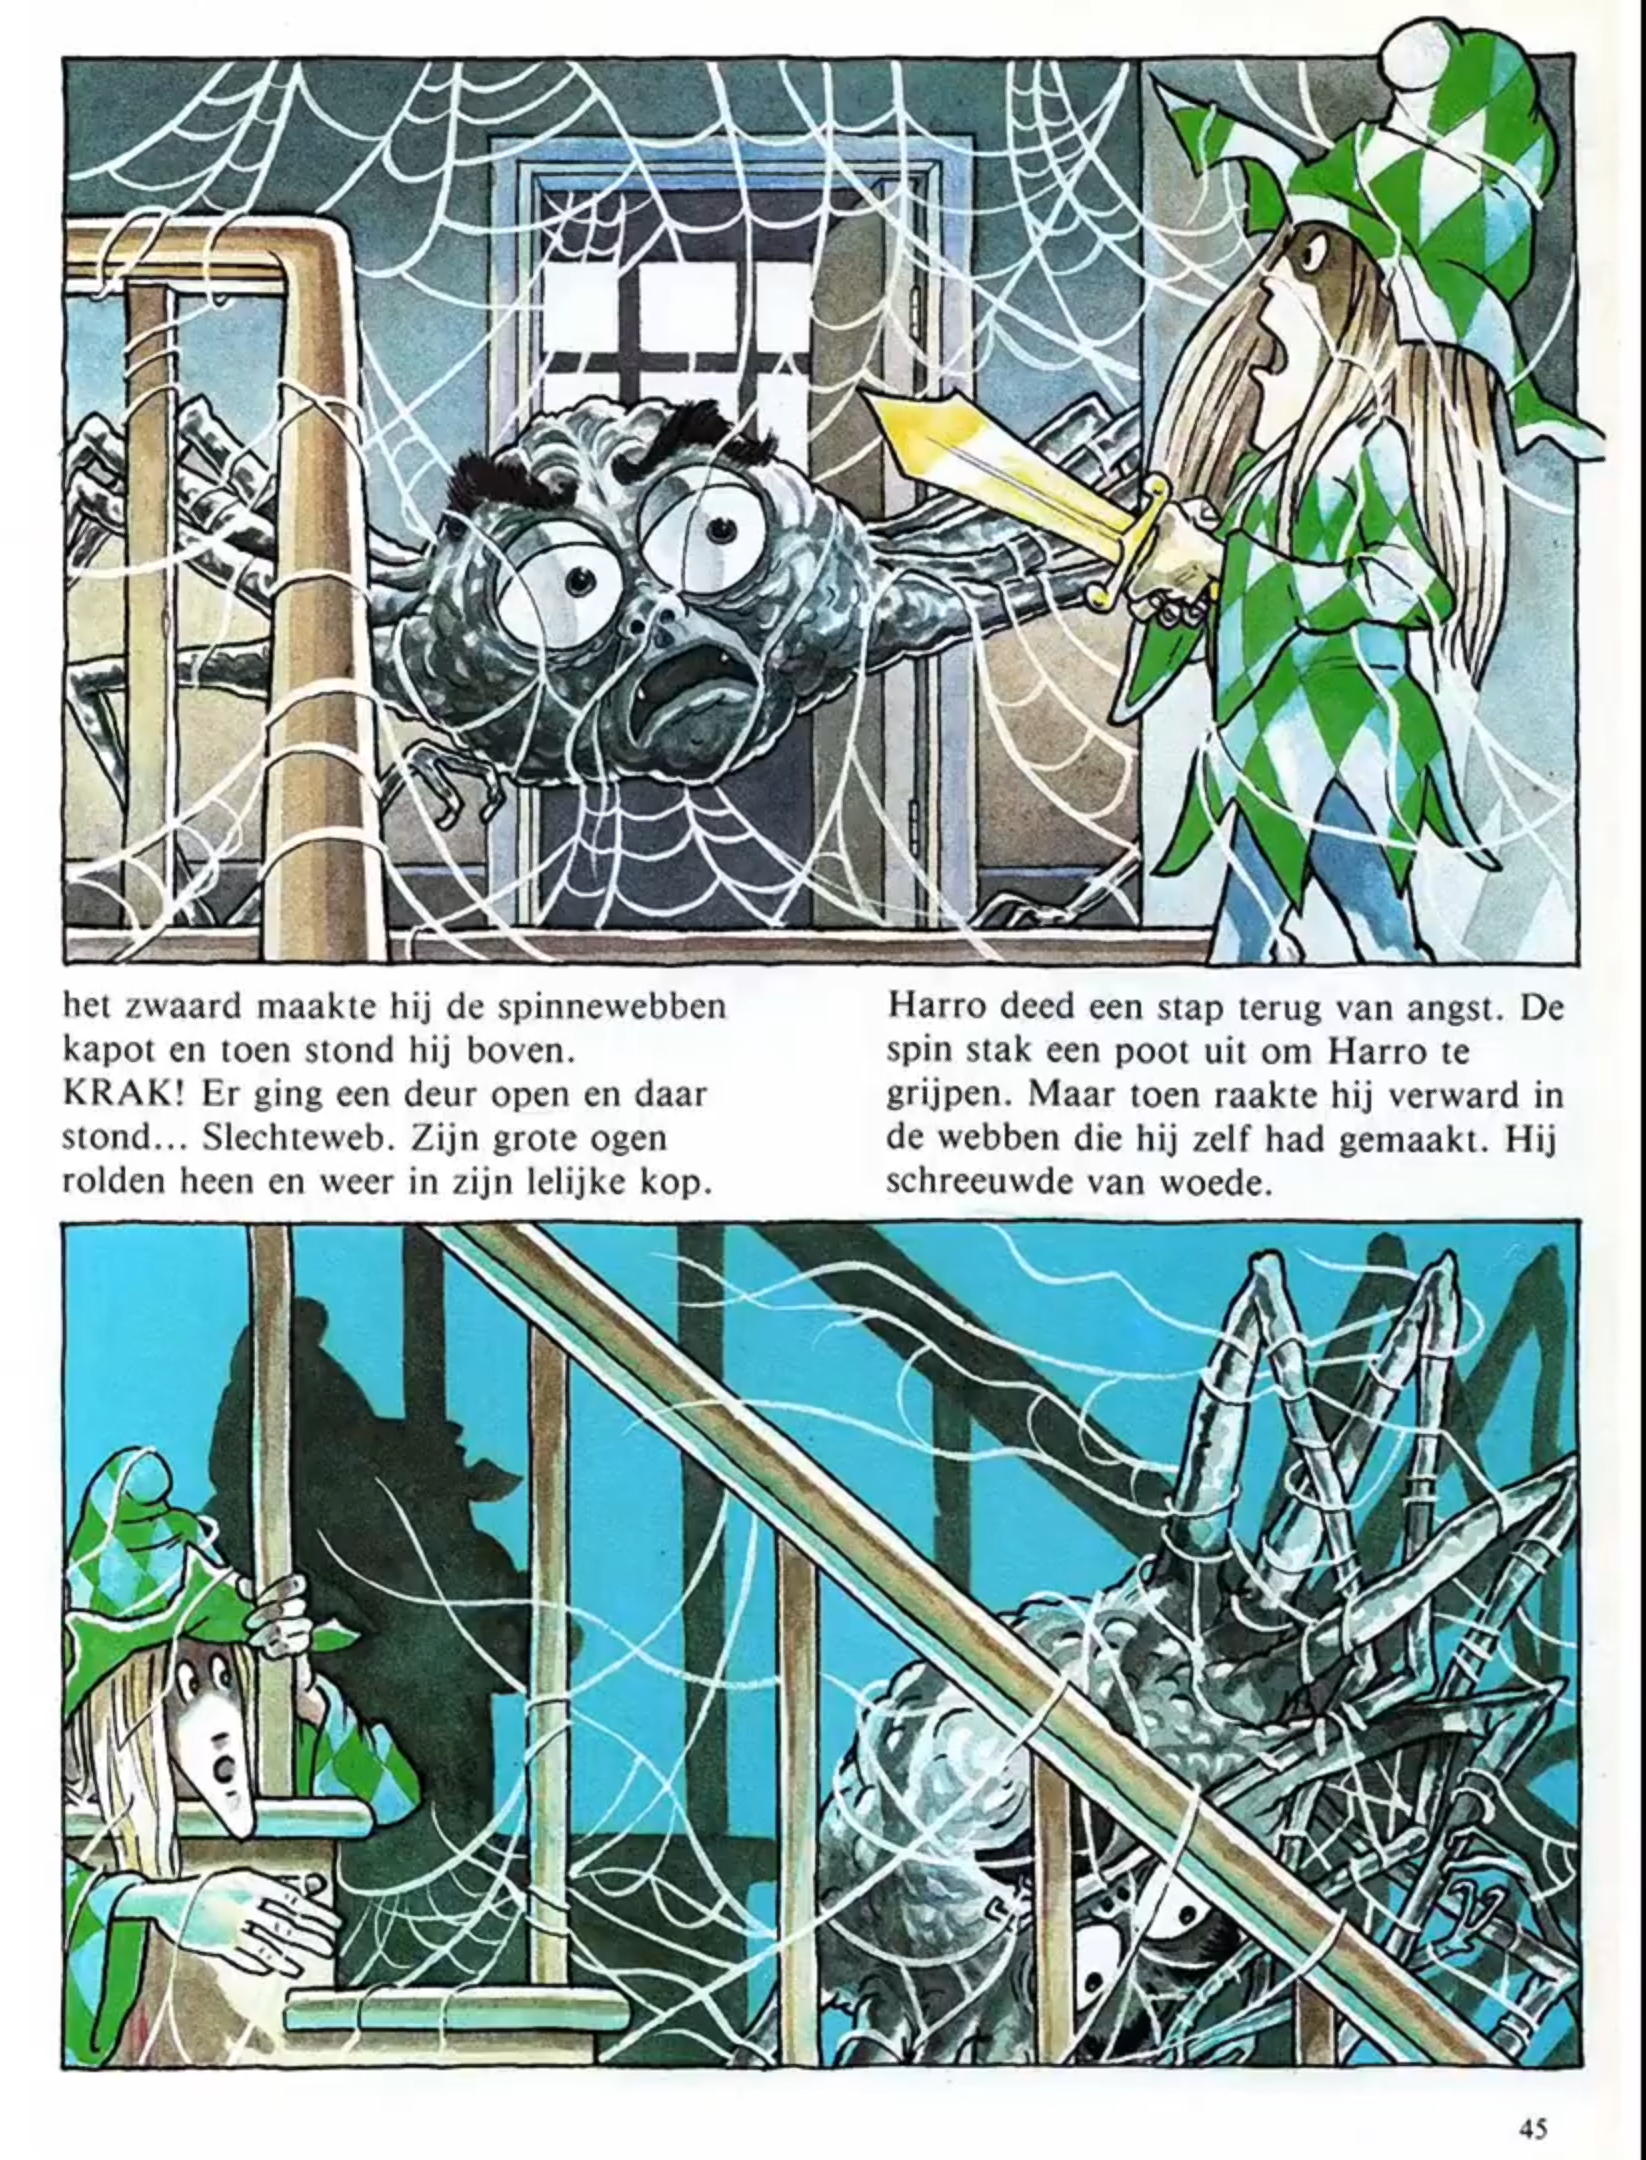 het zwaard maakte hij de spinnewebben
kapot en toen stond hij boven.
KRAK! Er ging een deur open en daar
stond... Slechteweb. Zijn grote ogen
rolden heen en weer in zijn lelijke kop.
Harro deed een stap terug van angst. De
spin stak een poot uit om Harro te
grijpen. Maar toen raakte hij verward in
de webben die hij zelf had gemaakt. Hij
schreeuwde van woede.
45